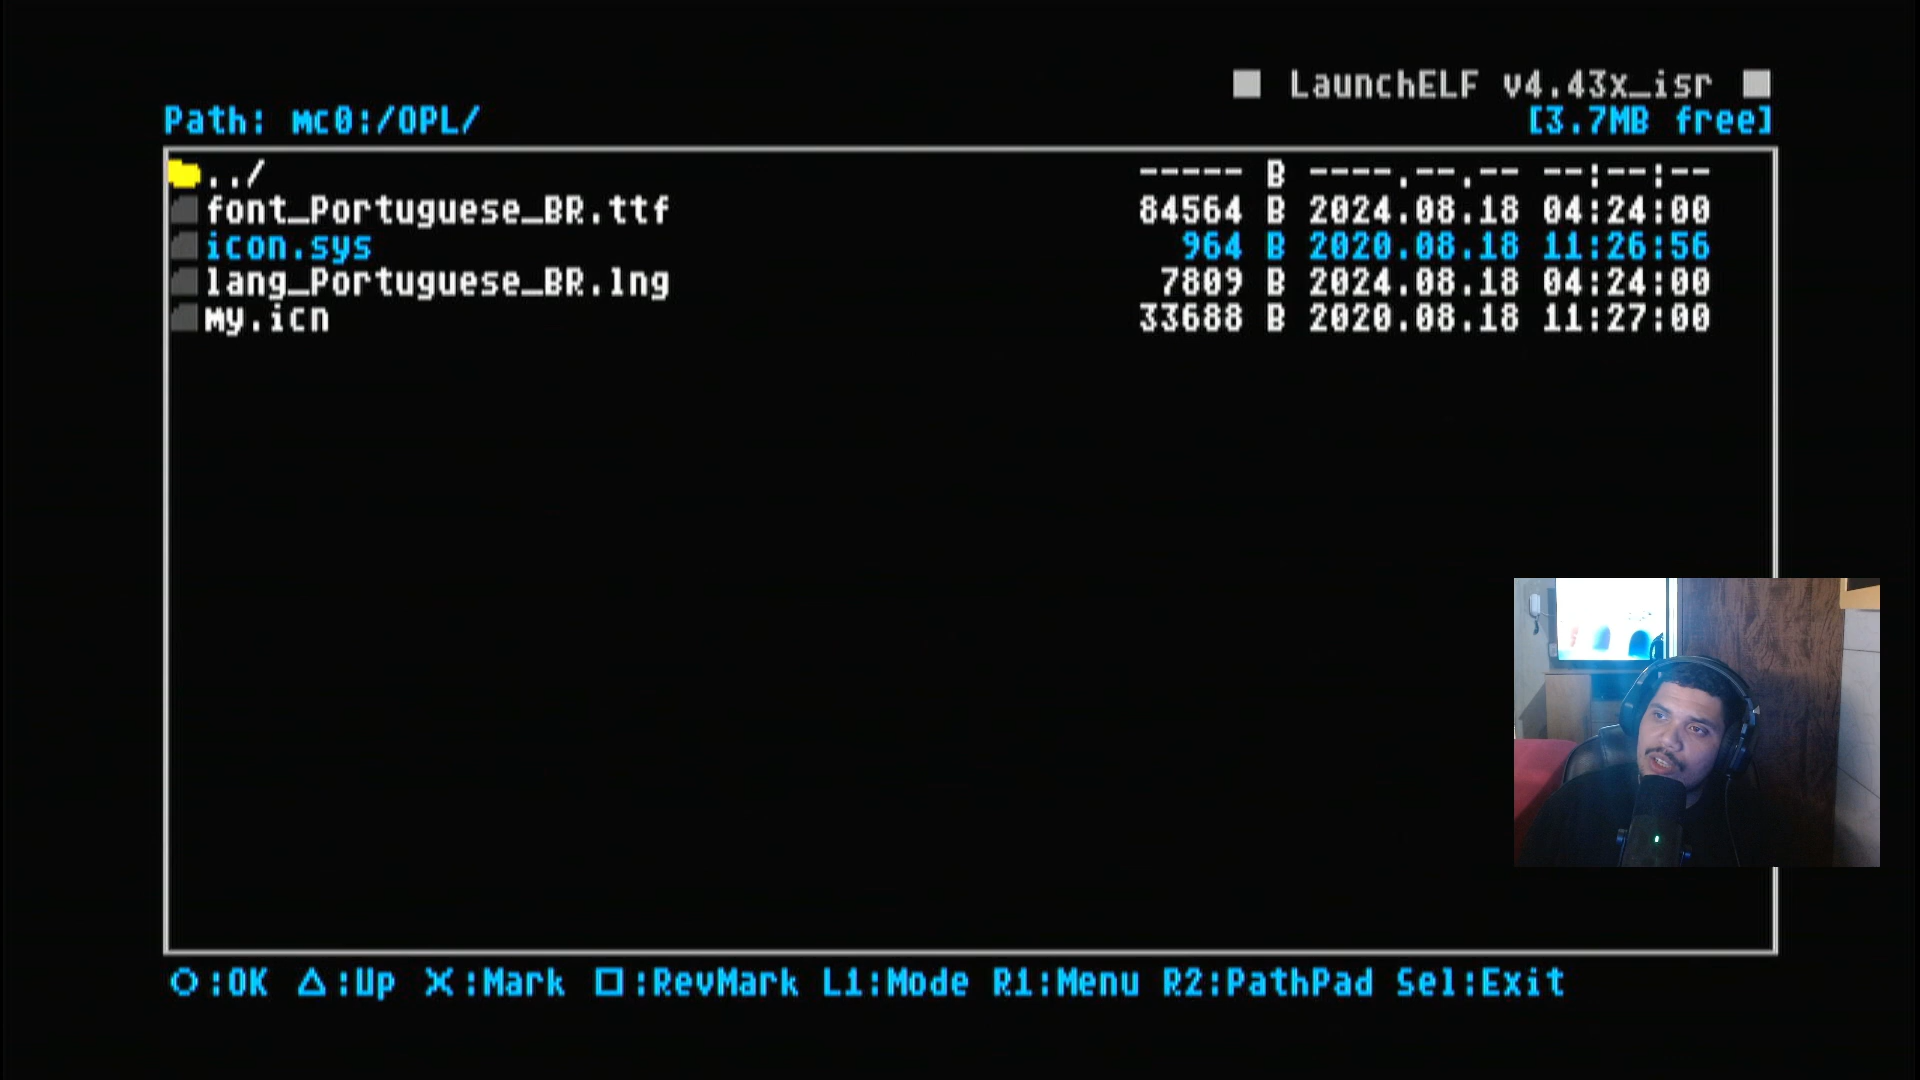 LaunchELF v4.43x_isr
Path: mc0:/OPL/ [3.7MB free]
../ ----- B ----.--.-- --:--:--
font_Portuguese_BR.ttf 84564 B 2024.08.18 04:24:00
icon.sys 964 B 2020.08.18 11:26:56
lang_Portuguese_BR.lng 7809 B 2024.08.18 04:24:00
my.icn 33688 B 2020.08.18 11:27:00
O:OK △:Up X:Mark □:RevMark L1:Mode R1:Menu R2:PathPad Sel:Exit